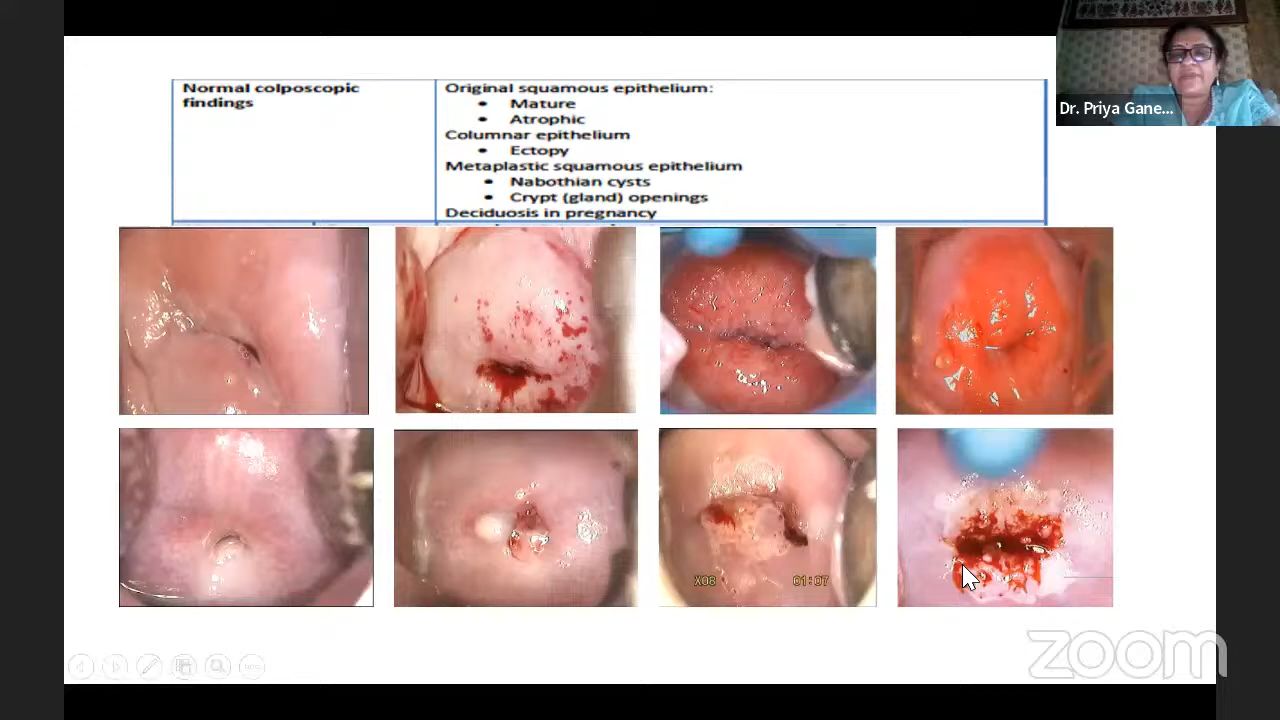 Normal colposcopic
findings
Original squamous epithelium:
• Mature
• Atrophic
Columnar epithelium
• Ectopy
Metaplastic squamous epithelium
• Nabothian cysts
• Crypt (gland) openings
Deciduosis in pregnancy
Dr. Priya Gane...
X08 01:07
zoom